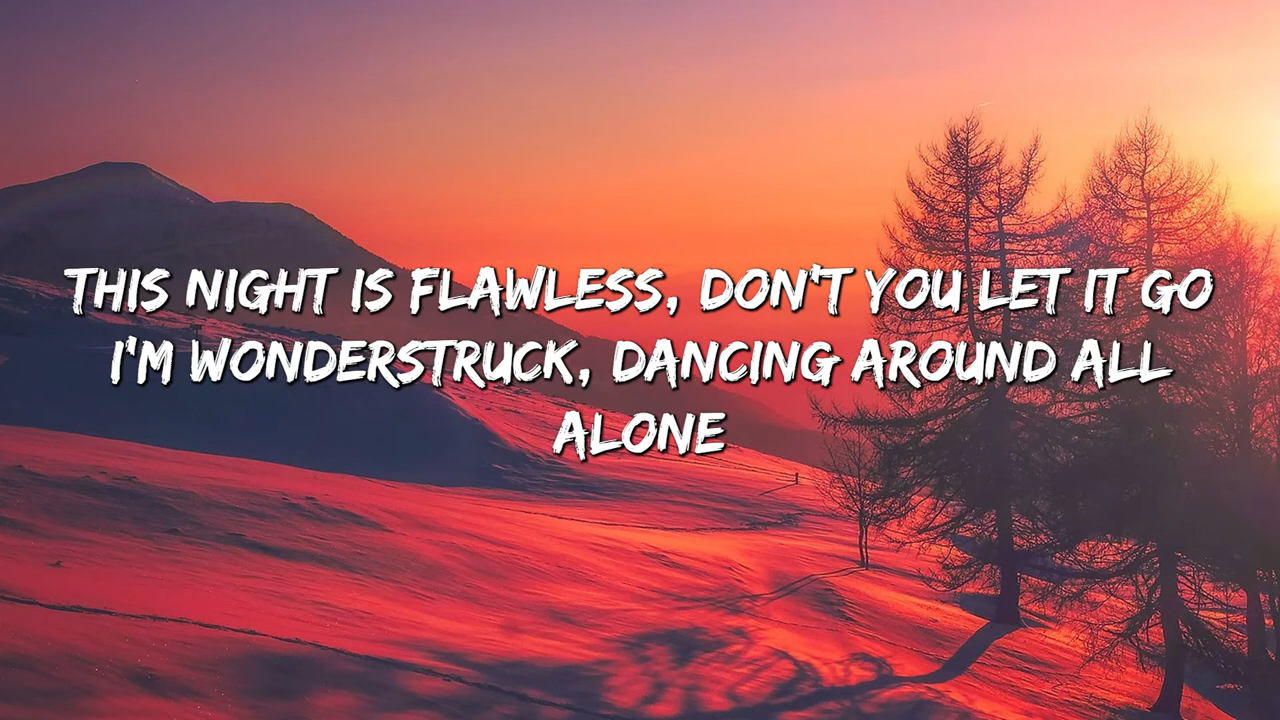 THIS NIGHT IS FLAWLESS, DON'T YOU LET IT GO
I'M WONDERSTRUCK, DANCING AROUND ALL
ALONE